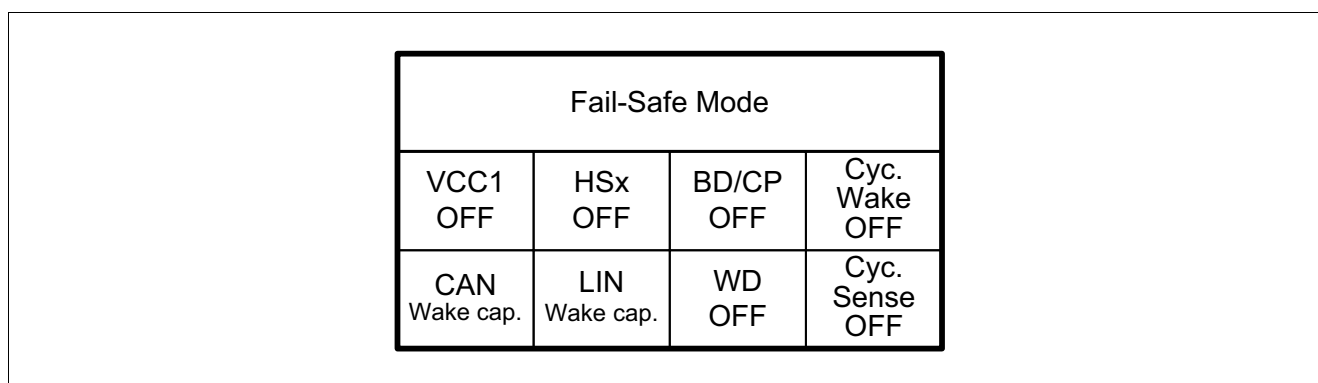 Fail-Safe Mode
VCC1
OFF
HSx
OFF
BD/CP
OFF
Cyc.
Wake
OFF
CAN
Wake cap.
LIN
Wake cap.
WD
OFF
Cyc.
Sense
OFF